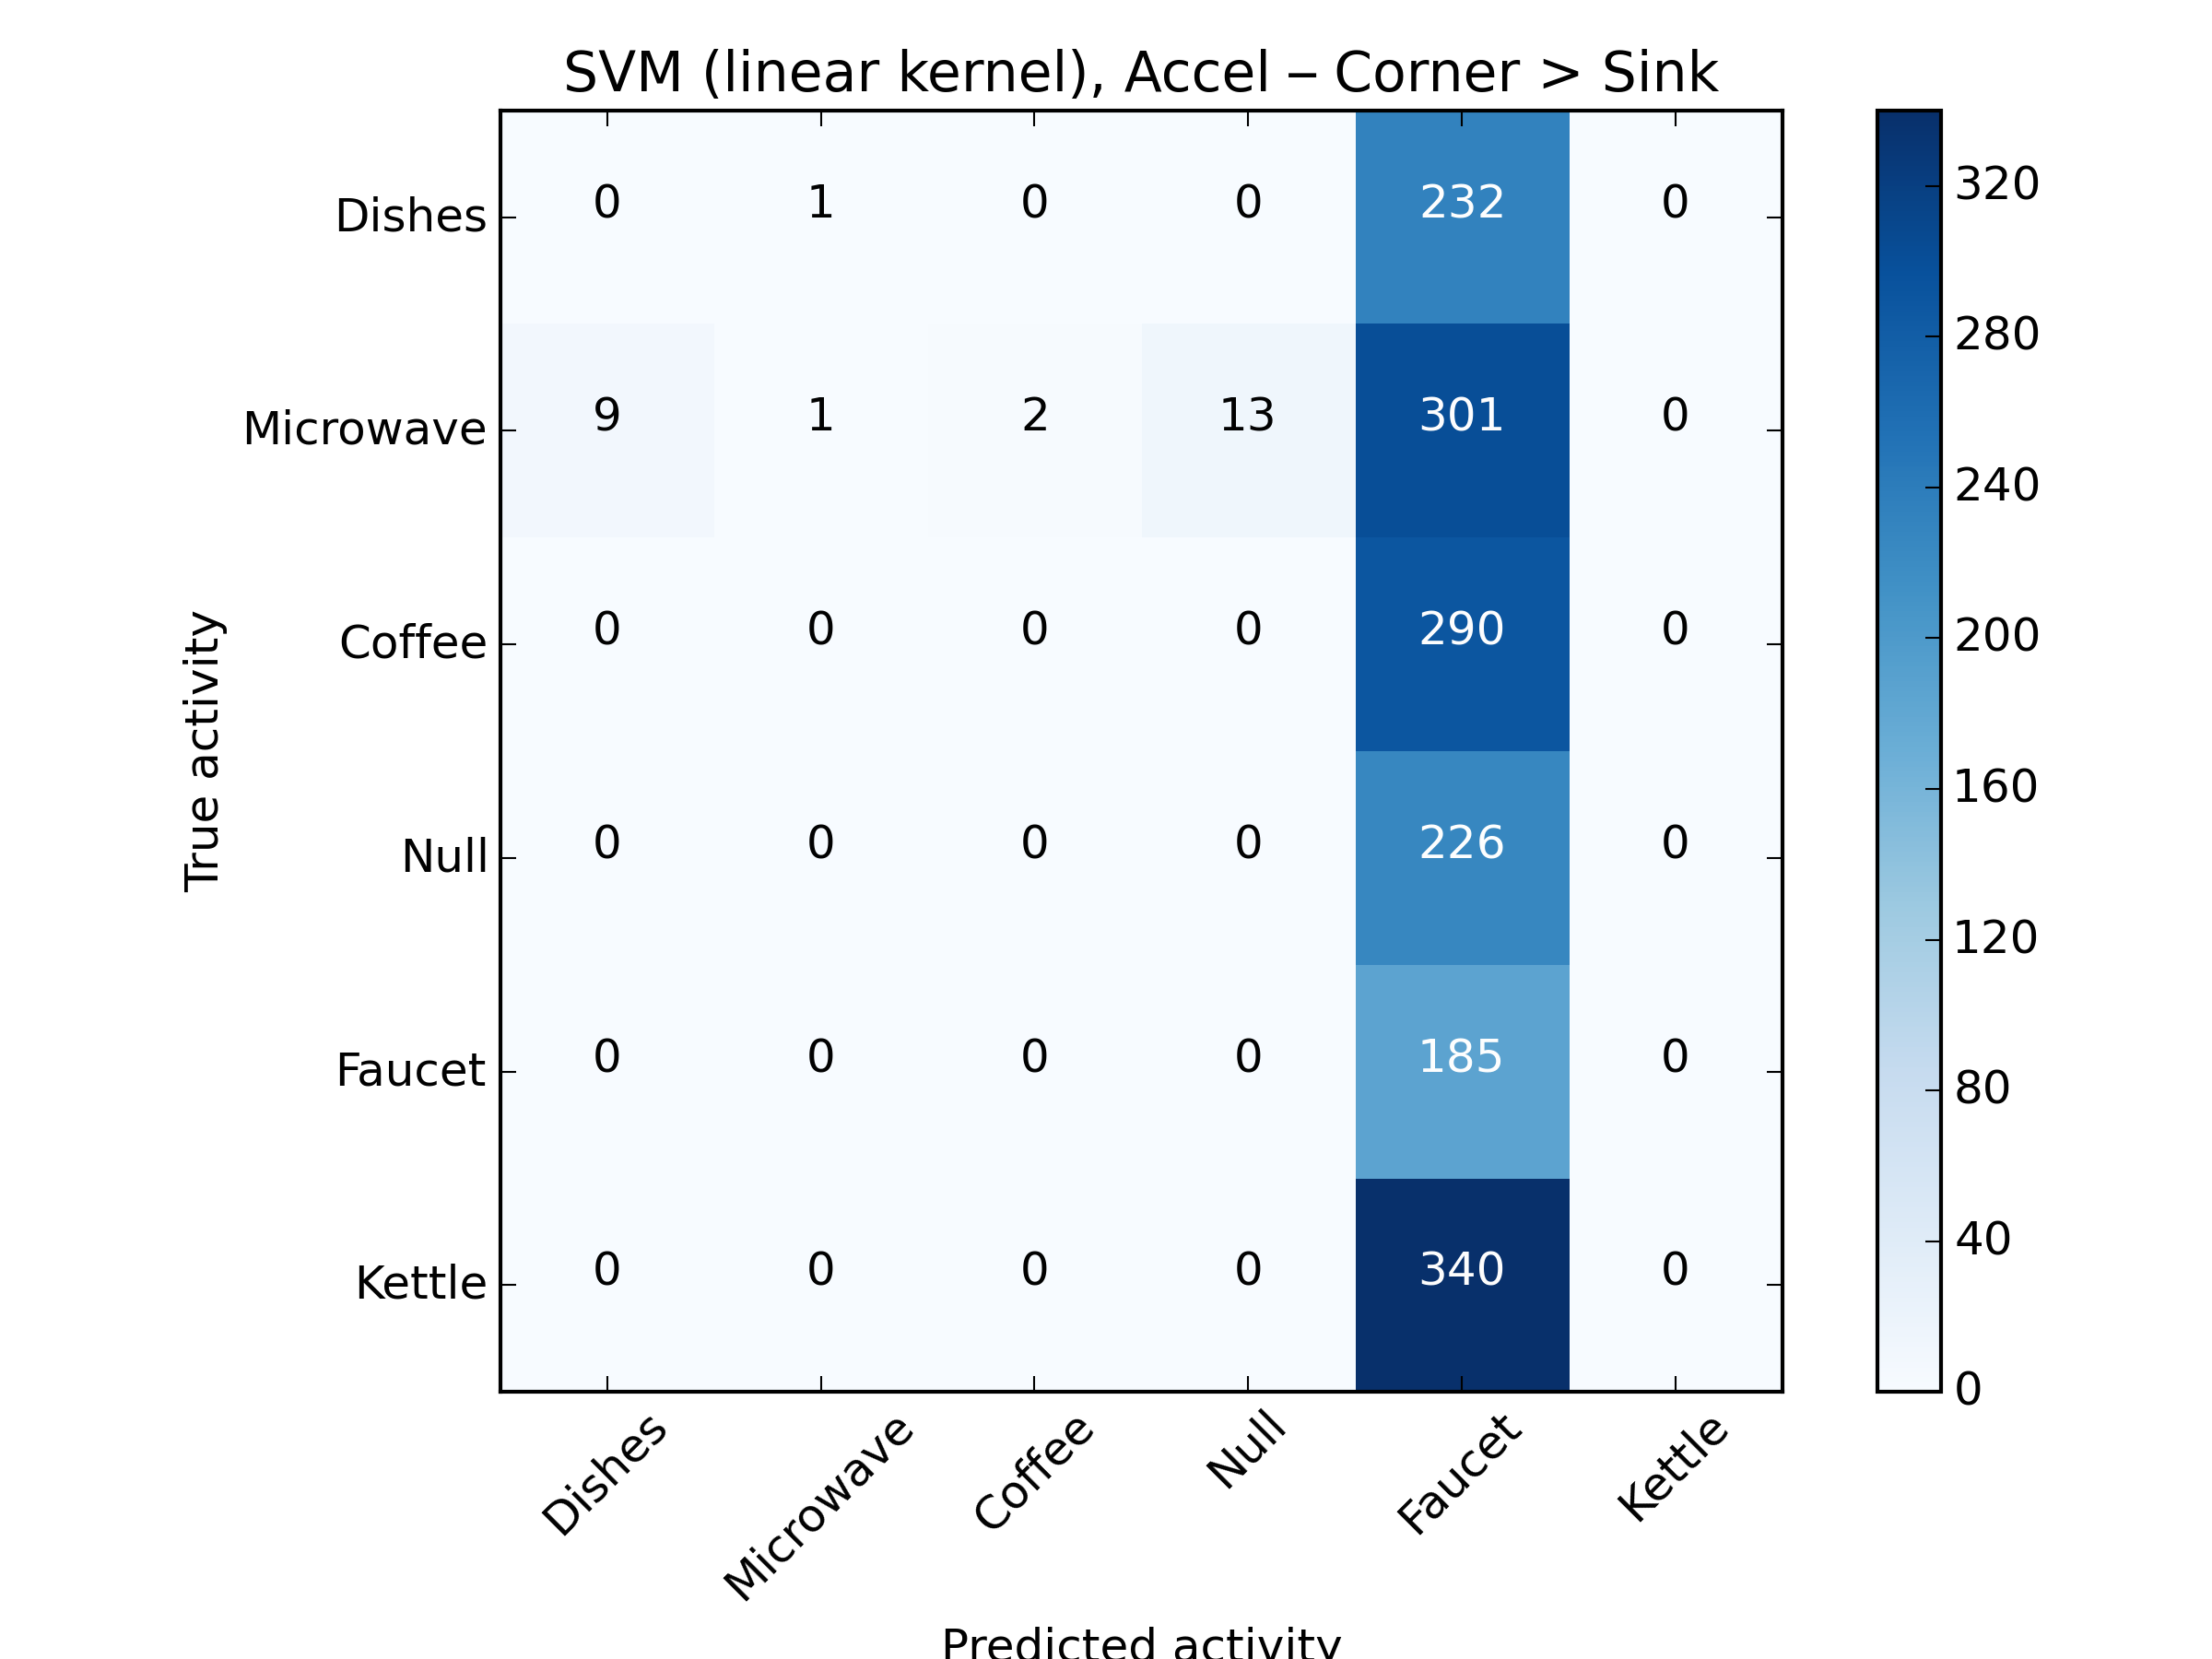 SVM (linear kernel), Accel – Corner > Sink
Dishes 0 1 0 0 232 0
Microwave 9 1 2 13 301 0
Coffee 0 0 0 0 290 0
Null 0 0 0 0 226 0
Faucet 0 0 0 0 185 0
Kettle 0 0 0 0 340 0
True activity
Dishes Microwave Coffee Null Faucet Kettle
Predicted activity
320
280
240
200
160
120
80
40
0